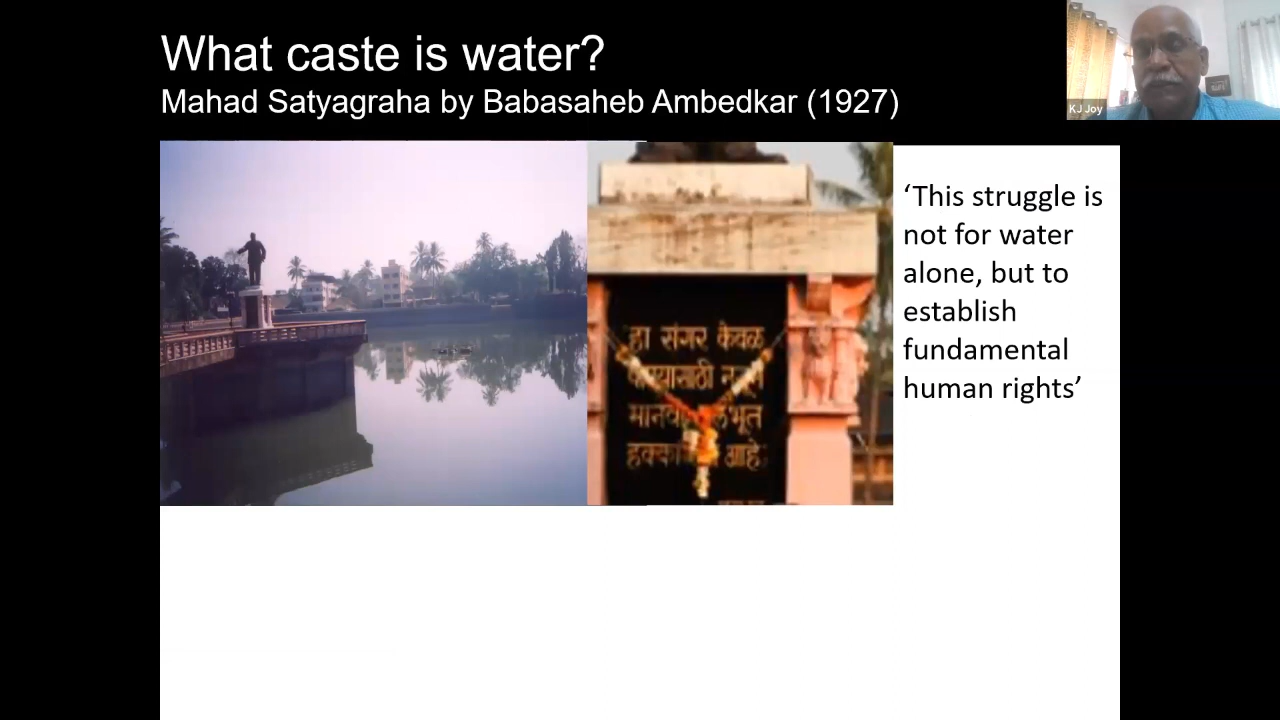 What caste is water?
Mahad Satyagraha by Babasaheb Ambedkar (1927)
KJ Joy
‘This struggle is
not for water
alone, but to
establish
fundamental
human rights’
हा संगर केवळ
नसून
आहे.